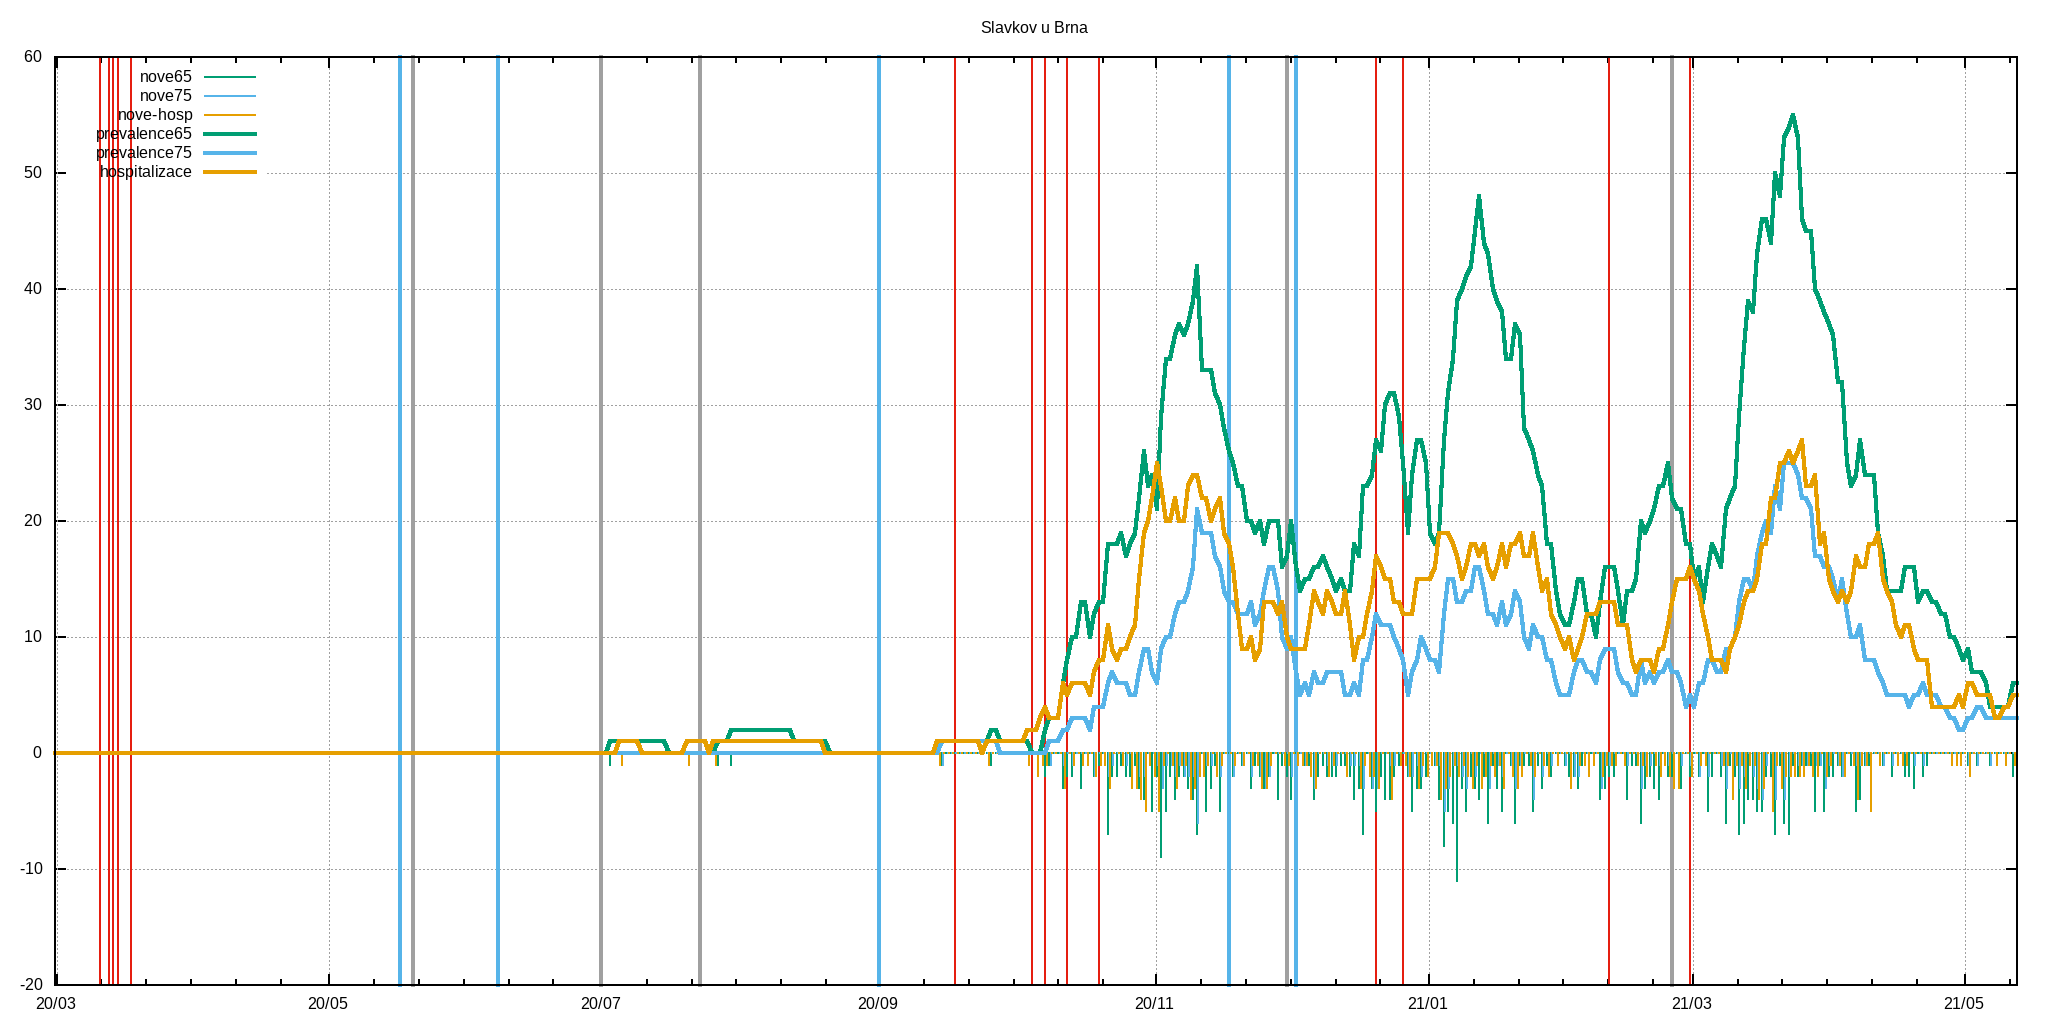 Slavkov u Brna
60
50
40
30
20
10
0
-10
-20
nove65
nove75
nove-hosp
prevalence65
prevalence75
hospitalizace
20/03 20/05 20/07 20/09 20/11 21/01 21/03 21/05